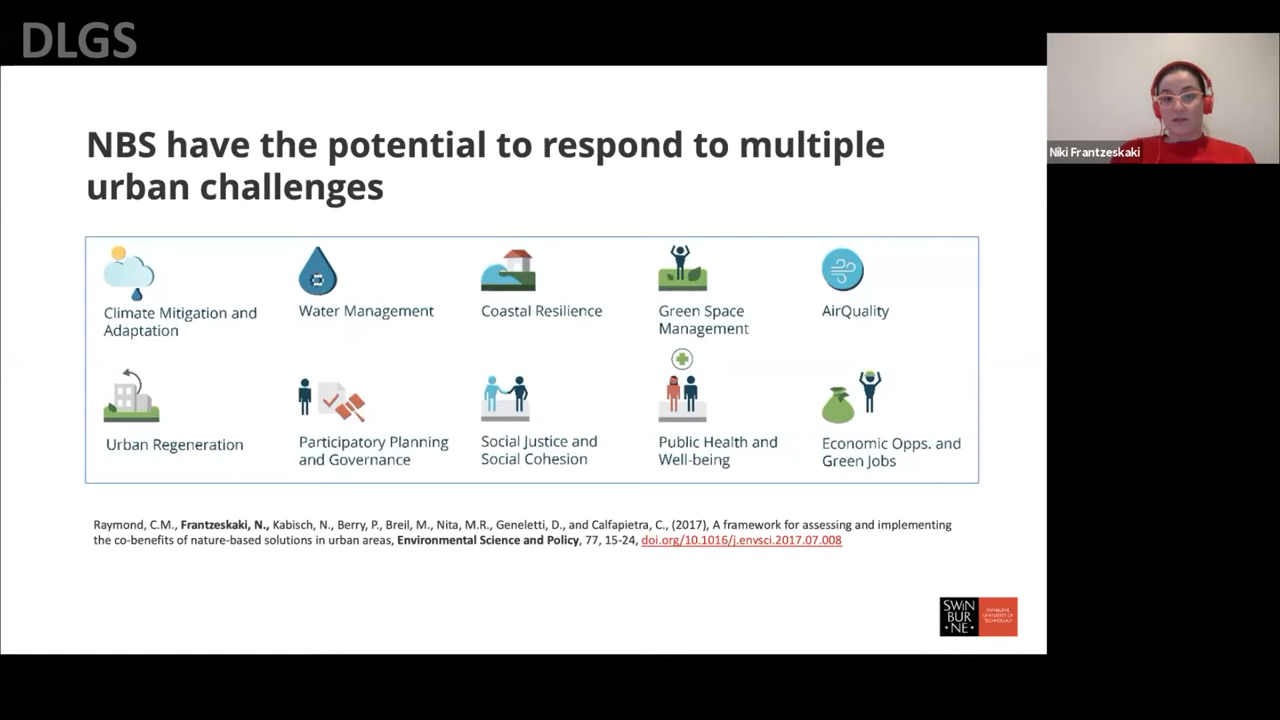 DLGS
NBS have the potential to respond to multiple
urban challenges
Climate Mitigation and
Adaptation
Water Management
Coastal Resilience
Green Space
Management
AirQuality
Urban Regeneration
Participatory Planning
and Governance
Social Justice and
Social Cohesion
Public Health and
Well-being
Economic Opps. and
Green Jobs
Raymond, C.M., Frantzeskaki, N., Kabisch, N., Berry, P., Breil, M., Nita, M.R., Geneletti, D., and Calfapietra, C., (2017), A framework for assessing and implementing
the co-benefits of nature-based solutions in urban areas, Environmental Science and Policy, 77, 15-24, doi.org/10.1016/j.envsci.2017.07.008
SWIN
BUR
•NE•
SWINBURNE
UNIVERSITY OF
TECHNOLOGY
Niki Frantzeskaki